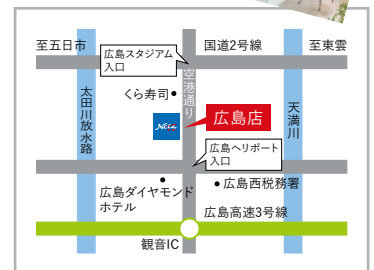 至五日市
国道2号線
至東雲
広島スタジアム
入口
空港通り
太田川放水路
くら寿司
Netz
広島店
天満川
広島ヘリポート
入口
広島ダイヤモンド
ホテル
広島西税務署
広島高速3号線
観音IC